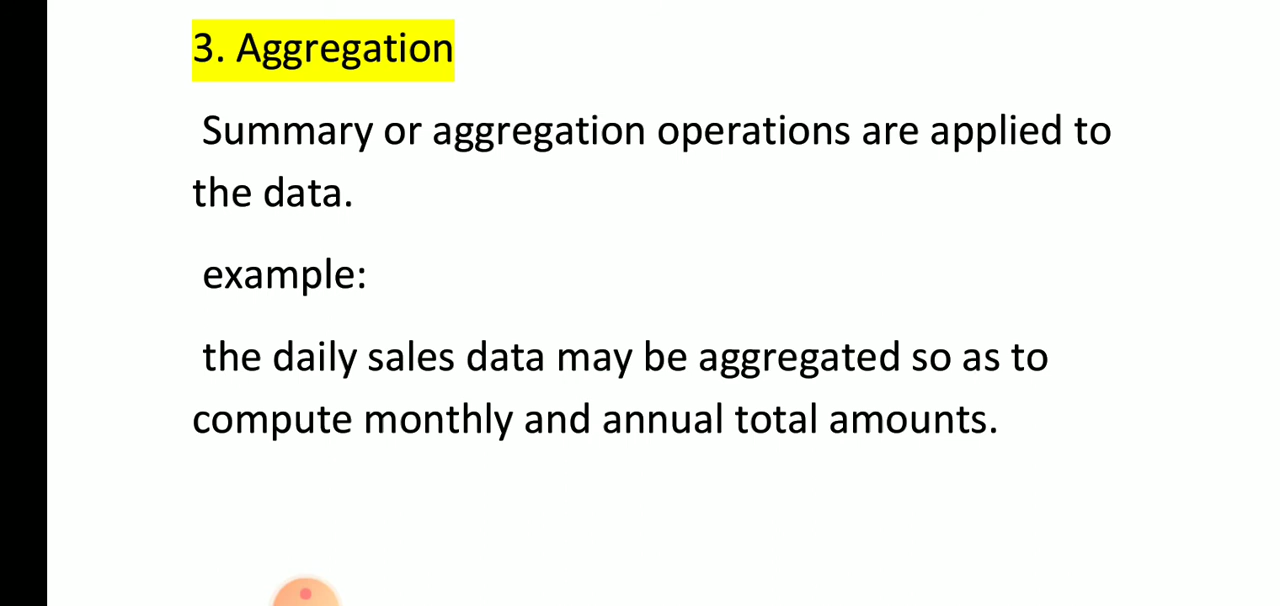 3. Aggregation
Summary or aggregation operations are applied to
the data.
example:
the daily sales data may be aggregated so as to
compute monthly and annual total amounts.